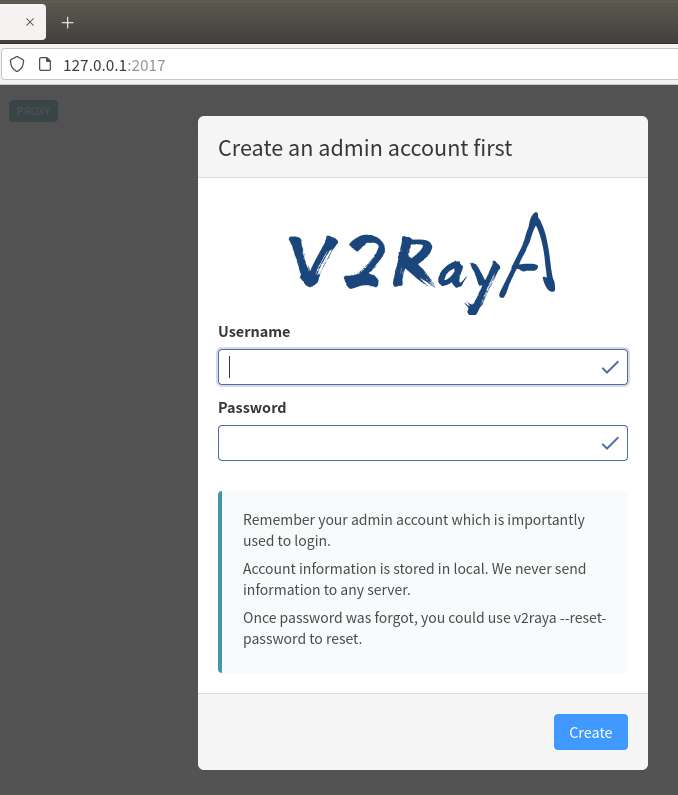 127.0.0.1:2017
PROXY
Create an admin account first
V2RayA
Username
Password
Remember your admin account which is importantly
used to login.
Account information is stored in local. We never send
information to any server.
Once password was forgot, you could use v2raya --reset-
password to reset.
Create